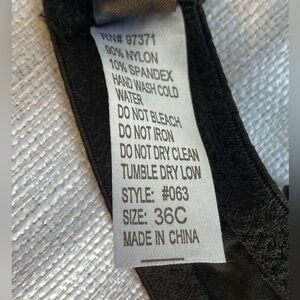 RN# 97371
90% NYLON
10% SPANDEX
HAND WASH COLD
WATER
DO NOT BLEACH
DO NOT IRON
DO NOT DRY CLEAN
TUMBLE DRY LOW
STYLE: #063
SIZE: 36C
MADE IN CHINA